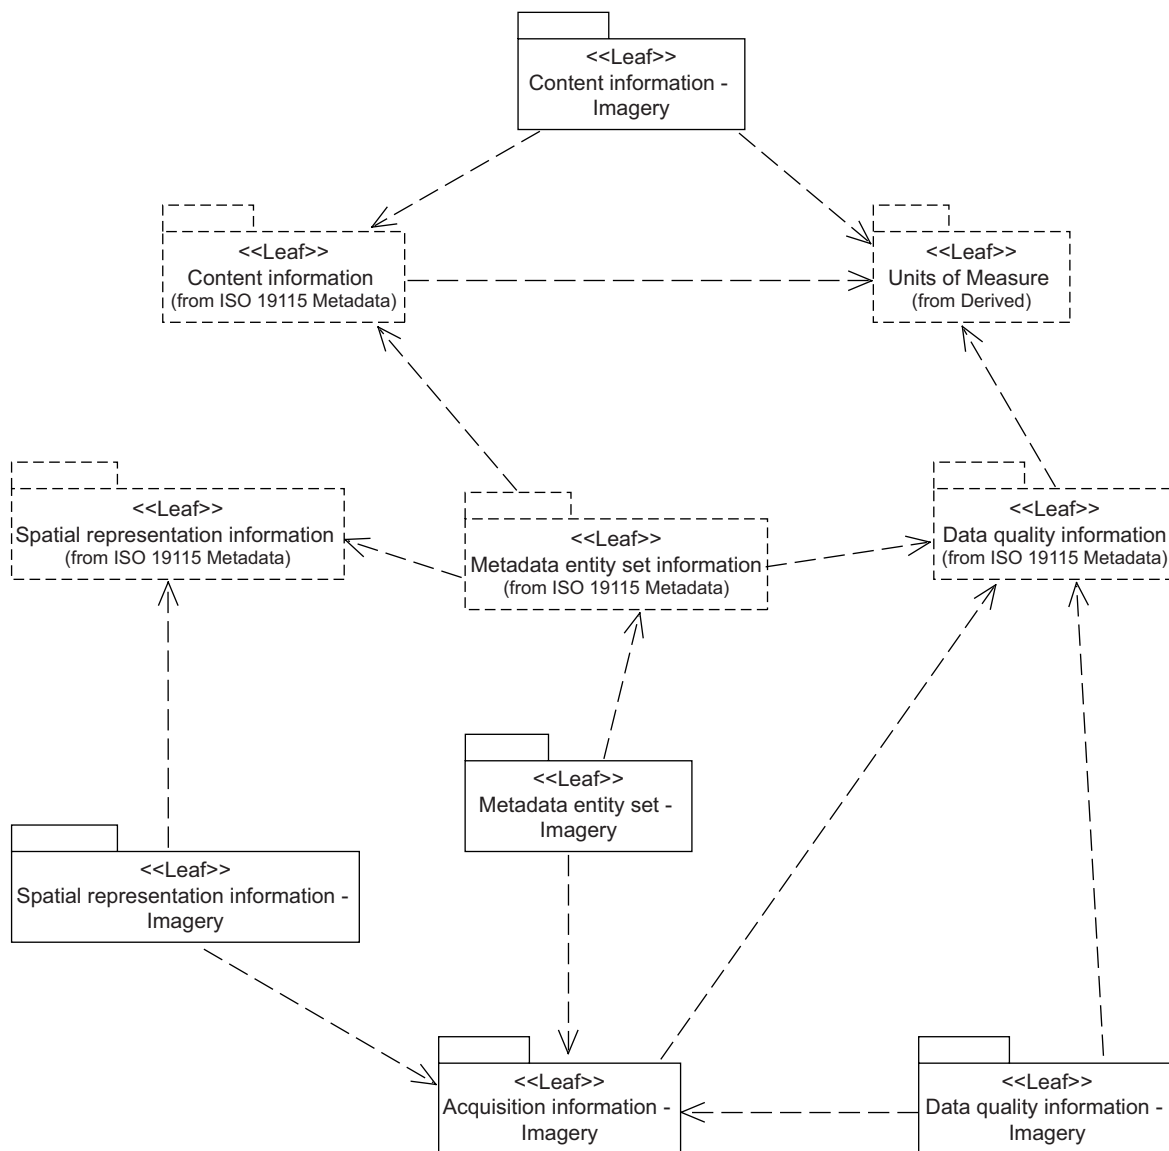 <<Leaf>>
Content information -
Imagery
<<Leaf>>
Content information
(from ISO 19115 Metadata)
<<Leaf>>
Units of Measure
(from Derived)
<<Leaf>>
Spatial representation information
(from ISO 19115 Metadata)
<<Leaf>>
Metadata entity set information
(from ISO 19115 Metadata)
<<Leaf>>
Data quality information
(from ISO 19115 Metadata)
<<Leaf>>
Metadata entity set -
Imagery
<<Leaf>>
Spatial representation information -
Imagery
<<Leaf>>
Acquisition information -
Imagery
<<Leaf>>
Data quality information -
Imagery